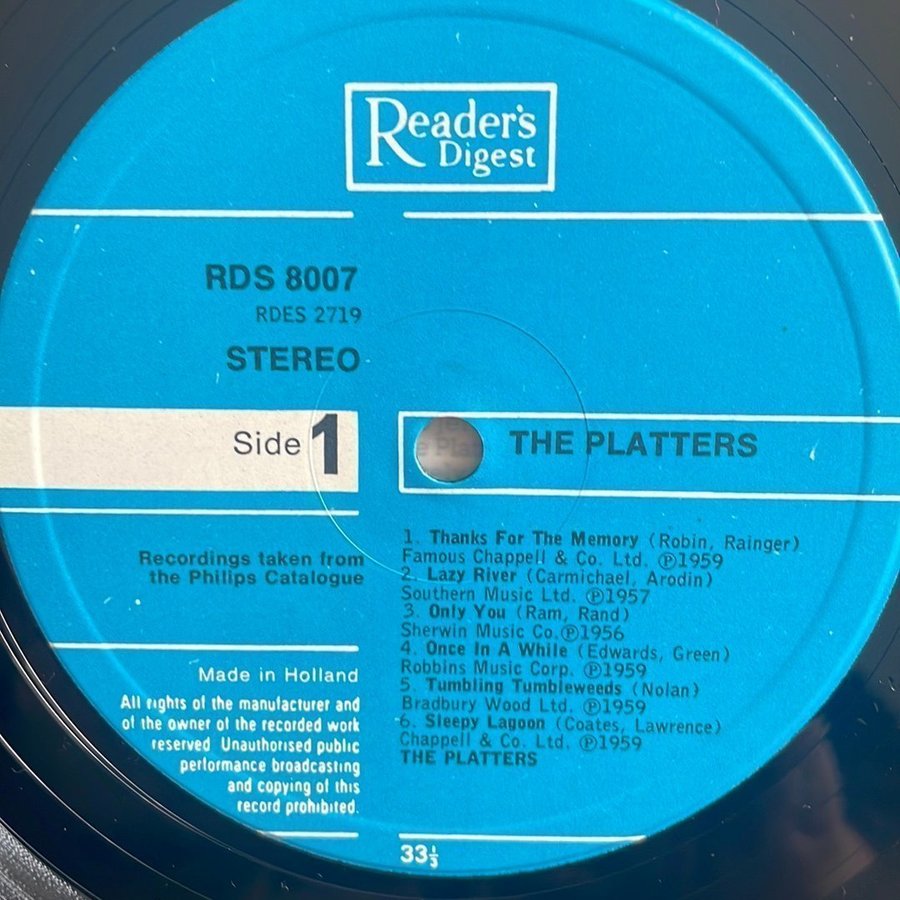 Reader's
Digest
RDS 8007
RDES 2719
STEREO
Side 1
THE PLATTERS
Recordings taken from
the Philips Catalogue
Made in Holland
All rights of the manufacturer and
of the owner of the recorded work
reserved Unauthorised public
performance broadcasting
and copying of this
record prohibited.
1. Thanks For The Memory (Robin, Rainger)
Famous Chappell & Co. Ltd. ℗1959
2. Lazy River (Carmichael, Arodin)
Southern Music Ltd. ℗1957
3. Only You (Ram, Rand)
Sherwin Music Co.℗1956
4. Once In A While (Edwards, Green)
Robbins Music Corp. ℗1959
5. Tumbling Tumbleweeds (Nolan)
Bradbury Wood Ltd. ℗1959
6. Sleepy Lagoon (Coates, Lawrence)
Chappell & Co. Ltd. ℗1959
THE PLATTERS
33⅓